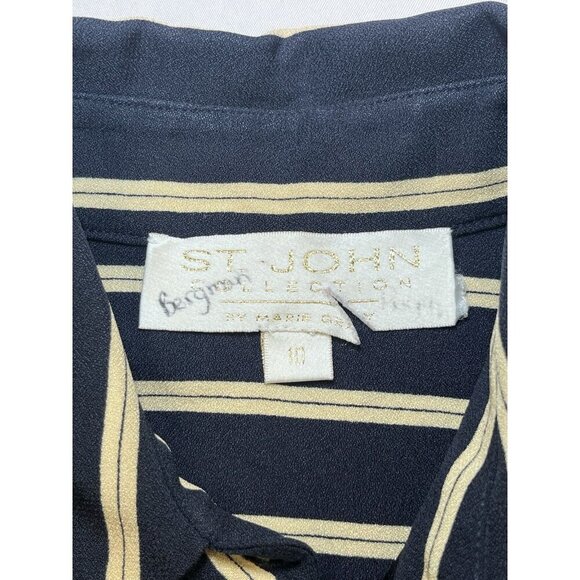 ST. JOHN
COLLECTION
Bergman
BY MARIE GRAY
10